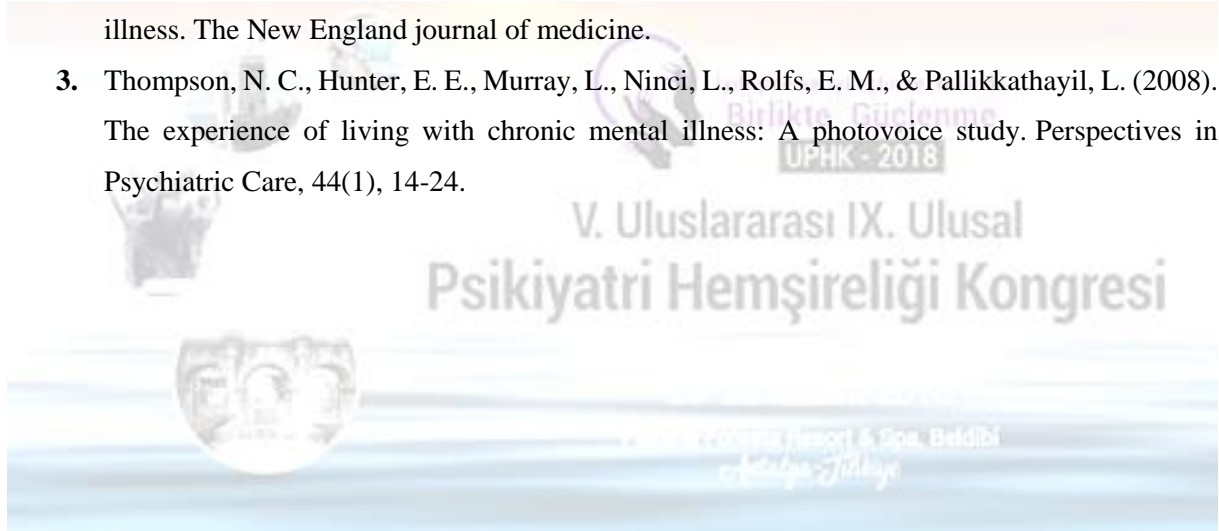 illness. The New England journal of medicine.
3. Thompson, N. C., Hunter, E. E., Murray, L., Ninci, L., Rolfs, E. M., & Pallikkathayil, L. (2008).
Birlikte Güçlenme
The experience of living with chronic mental illness: A photovoice study. Perspectives in
UPHK - 2018
Psychiatric Care, 44(1), 14-24.
V. Uluslararası IX. Ulusal
Psikiyatri Hemşireliği Kongresi
Resort & Spa, Beldibi
Antalya-Türkiye